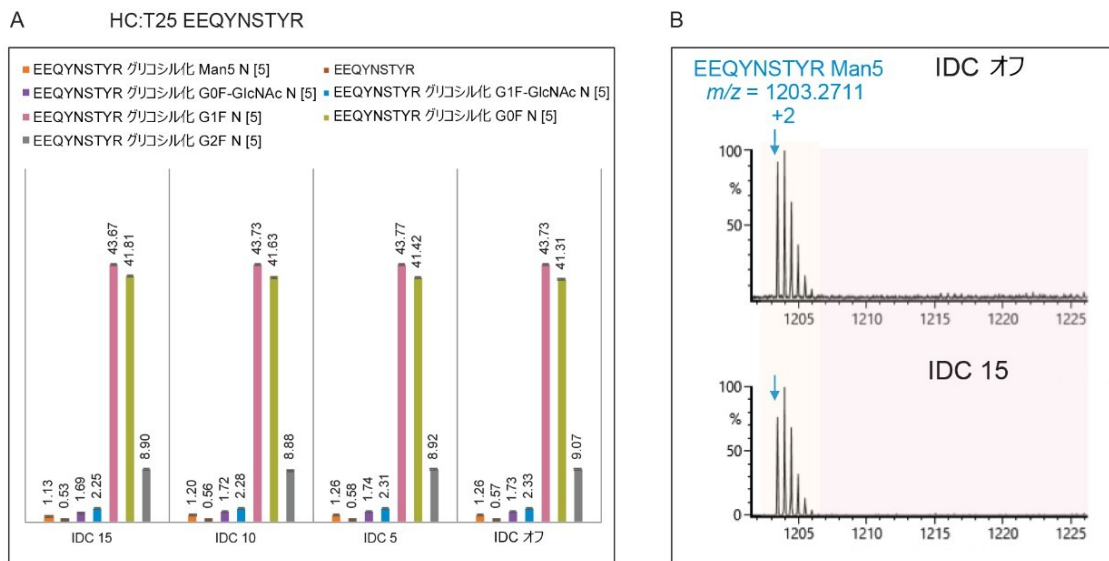 A
HC:T25 EEQYNSTYR
EEQYNSTYR グリコシル化 Man5 N [5]
EEQYNSTYR
EEQYNSTYR グリコシル化 G0F-GlcNAc N [5]
EEQYNSTYR グリコシル化 G1F-GlcNAc N [5]
EEQYNSTYR グリコシル化 G1F N [5]
EEQYNSTYR グリコシル化 G0F N [5]
EEQYNSTYR グリコシル化 G2F N [5]
1.13 0.53 1.69 2.25 43.67 41.81 8.90
1.20 0.56 1.72 2.28 43.73 41.63 8.88
1.26 0.58 1.74 2.31 43.77 41.42 8.92
1.26 0.57 1.73 2.33 43.73 41.31 9.07
IDC 15 IDC 10 IDC 5 IDC オフ
B
IDC オフ
EEQYNSTYR Man5
m/z = 1203.2711
+2
100
%
50
1205 1210 1215 1220 1225
IDC 15
100
%
50
0
1205 1210 1215 1220 1225